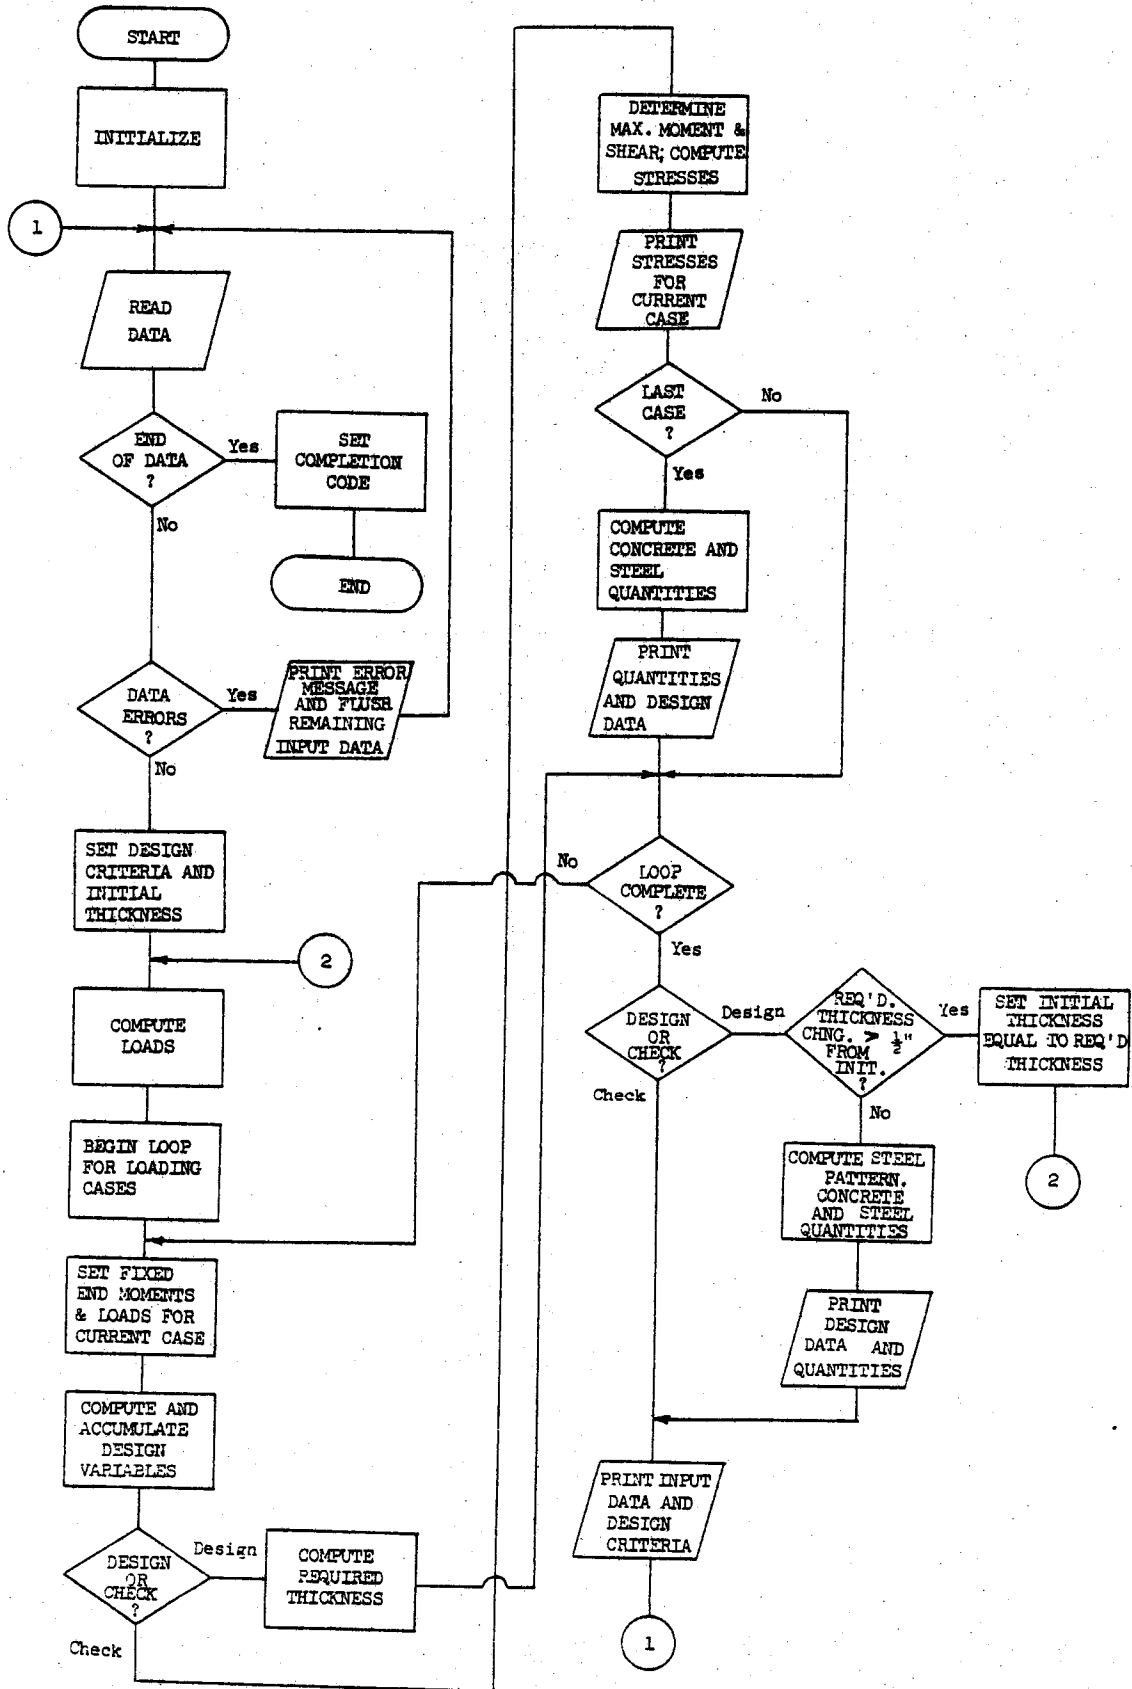 START
INITIALIZE
1
READ
DATA
END
OF DATA
?
Yes
No
SET
COMPLETION
CODE
END
DATA
ERRORS
?
Yes
No
PRINT ERROR
MESSAGE
AND FLUSH
REMAINING
INPUT DATA
SET DESIGN
CRITERIA AND
INITIAL
THICKNESS
2
COMPUTE
LOADS
BEGIN LOOP
FOR LOADING
CASES
SET FIXED
END MOMENTS
& LOADS FOR
CURRENT CASE
COMPUTE AND
ACCUMULATE
DESIGN
VARIABLES
DESIGN
OR
CHECK
?
Design
Check
COMPUTE
REQUIRED
THICKNESS
DETERMINE
MAX. MOMENT &
SHEAR; COMPUTE
STRESSES
PRINT
STRESSES
FOR
CURRENT
CASE
LAST
CASE
?
No
Yes
COMPUTE
CONCRETE AND
STEEL
QUANTITIES
PRINT
QUANTITIES
AND DESIGN
DATA
LOOP
COMPLETE
?
No
Yes
DESIGN
OR
CHECK
?
Design
Check
REQ'D.
THICKNESS
CHNG. > 1/2"
FROM
INIT.
?
Yes
No
SET INITIAL
THICKNESS
EQUAL TO REQ'D
THICKNESS
2
COMPUTE STEEL
PATTERN.
CONCRETE
AND STEEL
QUANTITIES
PRINT
DESIGN
DATA AND
QUANTITIES
PRINT INPUT
DATA AND
DESIGN
CRITERIA
1